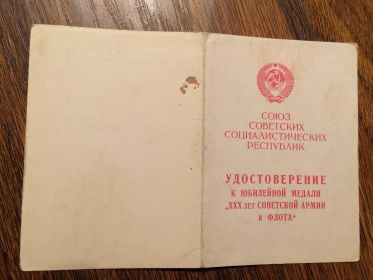 СОЮЗ
СОВЕТСКИХ
СОЦИАЛИСТИЧЕСКИХ
РЕСПУБЛИК
УДОСТОВЕРЕНИЕ
К ЮБИЛЕЙНОЙ МЕДАЛИ
„XXX ЛЕТ СОВЕТСКОЙ АРМИИ
И ФЛОТА“